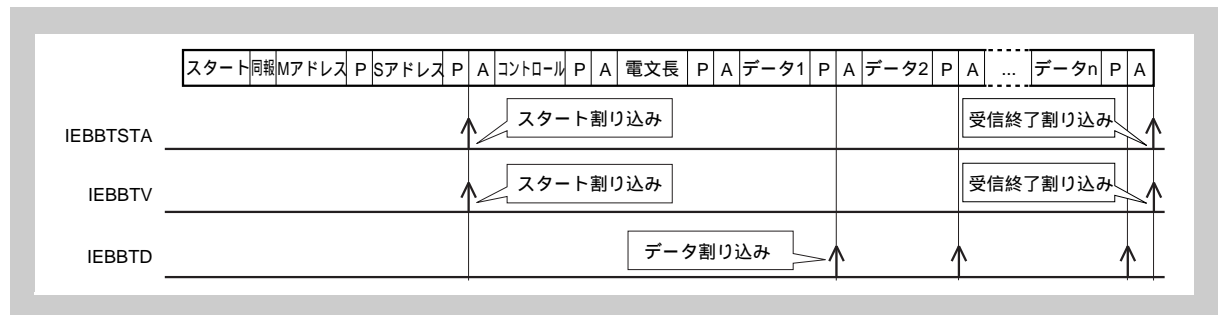 スタート 同報 Mアドレス P Sアドレス P A コントロール P A 電文長 P A データ1 P A データ2 P A ... データn P A
IEBBTSTA スタート割り込み 受信終了割り込み
IEBBTV スタート割り込み 受信終了割り込み
IEBBTD データ割り込み